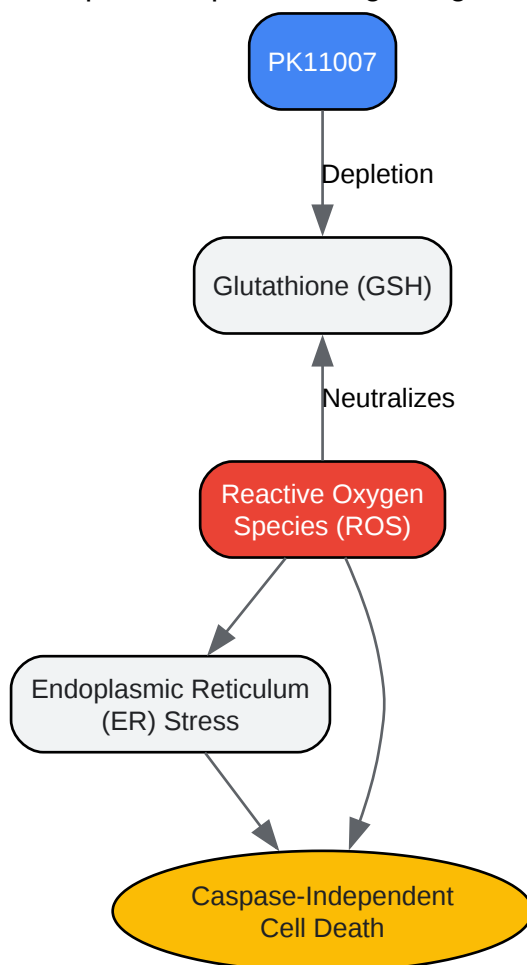 PK11007
Depletion
Glutathione (GSH)
Neutralizes
Reactive Oxygen
Species (ROS)
Endoplasmic Reticulum
(ER) Stress
Caspase-Independent
Cell Death